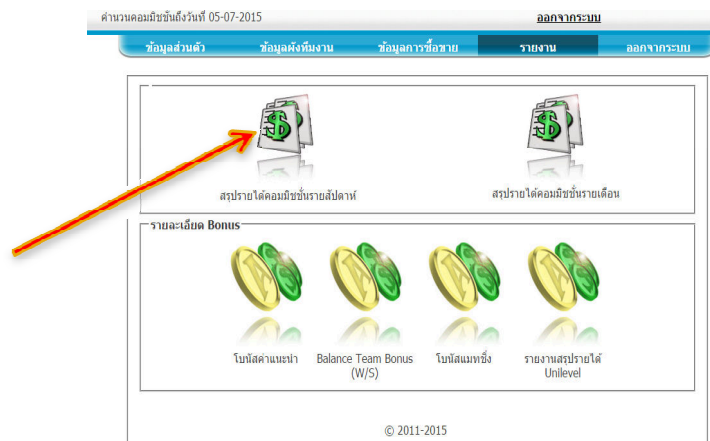 คำนวนคอมมิชชั่นถึงวันที่ 05-07-2015 ออกจากระบบ
ข้อมูลส่วนตัว ข้อมูลผังทีมงาน ข้อมูลการซื้อขาย รายงาน ออกจากระบบ
สรุปรายได้คอมมิชชั่นรายสัปดาห์ สรุปรายได้คอมมิชชั่นรายเดือน
รายละเอียด Bonus
โบนัสค่าแนะนำ Balance Team Bonus โบนัสแมทชิ่ง รายงานสรุปรายได้
(W/S) Unilevel
© 2011-2015